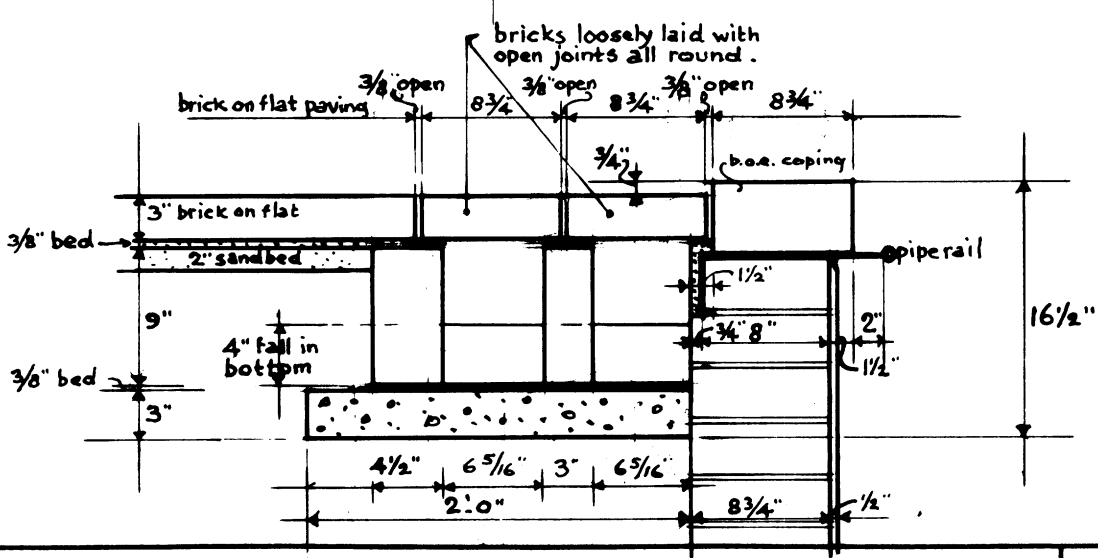 bricks loosely laid with
open joints all round.
3/8" open
3/8" open
3/8" open
brick on flat paving
8 3/4"
8 3/4"
8 3/4"
3/4"
b.o.e. coping
3" brick on flat
3/8" bed
2" sandbed
piperail
1 1/2"
9"
16 1/2"
4" fall in
bottom
3/4" 8"
2"
1 1/2"
3/8" bed
3"
4 1/2"
6 5/16"
3"
6 5/16"
2'.0"
8 3/4"
1/2"